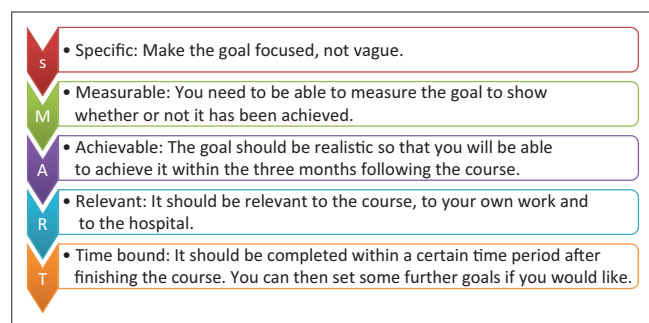 s
• Specific: Make the goal focused, not vague.
M
• Measurable: You need to be able to measure the goal to show
whether or not it has been achieved.
A
• Achievable: The goal should be realistic so that you will be able
to achieve it within the three months following the course.
R
• Relevant: It should be relevant to the course, to your own work and
to the hospital.
T
• Time bound: It should be completed within a certain time period after
finishing the course. You can then set some further goals if you would like.